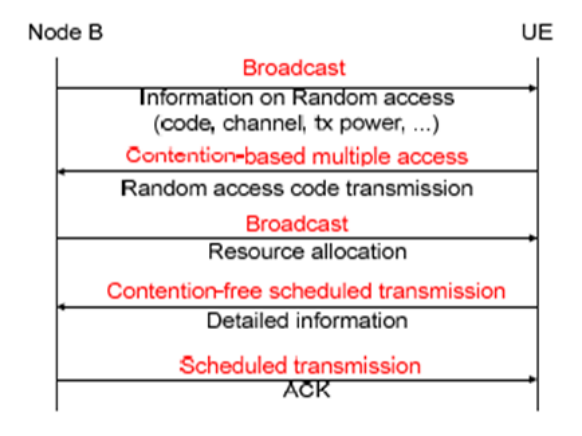 Node B
UE
Broadcast
Information on Random access
(code, channel, tx power, ...)
Contention-based multiple access
Random access code transmission
Broadcast
Resource allocation
Contention-free scheduled transmission
Detailed information
Scheduled transmission
ACK